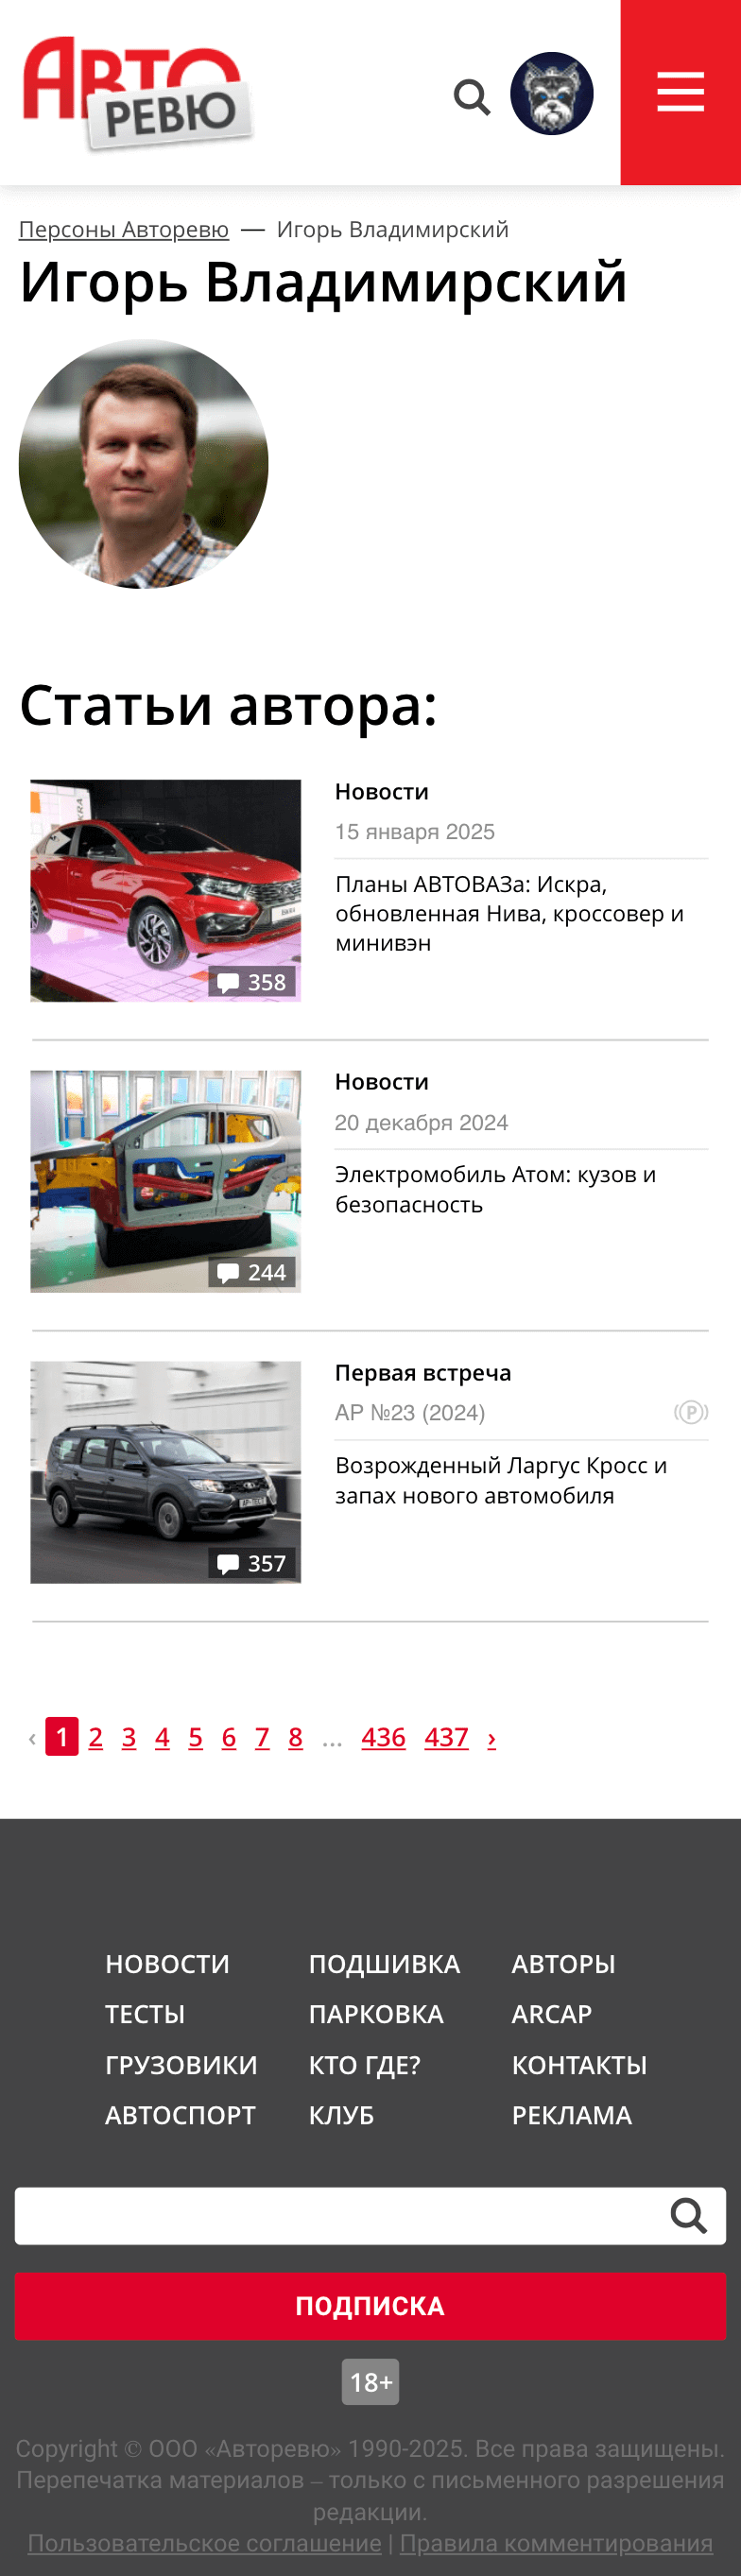 АВТО
РЕВЮ
Персоны Авторевю — Игорь Владимирский
Игорь Владимирский
Статьи автора:
Новости
15 января 2025
Планы АВТОВАЗа: Искра,
обновленная Нива, кроссовер и
минивэн
358
Новости
20 декабря 2024
Электромобиль Атом: кузов и
безопасность
244
Первая встреча
АР №23 (2024)
(Р)
Возрожденный Ларгус Кросс и
запах нового автомобиля
357
‹ 1 2 3 4 5 6 7 8 ... 436 437 ›
НОВОСТИ ПОДШИВКА АВТОРЫ
ТЕСТЫ ПАРКОВКА ARCAP
ГРУЗОВИКИ КТО ГДЕ? КОНТАКТЫ
АВТОСПОРТ КЛУБ РЕКЛАМА
ПОДПИСКА
18+
Copyright © ООО «Авторевю» 1990-2025. Все права защищены.
Перепечатка материалов – только с письменного разрешения
редакции.
Пользовательское соглашение | Правила комментирования